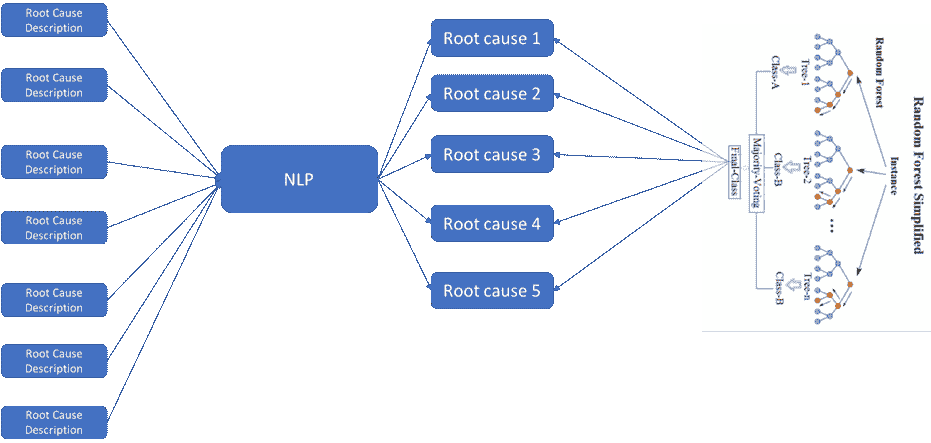 Root Cause
Description
Root Cause
Description
Root Cause
Description
Root Cause
Description
Root Cause
Description
Root Cause
Description
Root Cause
Description
NLP
Root cause 1
Root cause 2
Root cause 3
Root cause 4
Root cause 5
Random Forest Simplified
Instance
Random Forest
Tree-1
Tree-2
...
Tree-n
Class-A
Class-B
Class-B
Majority-Voting
Final-Class